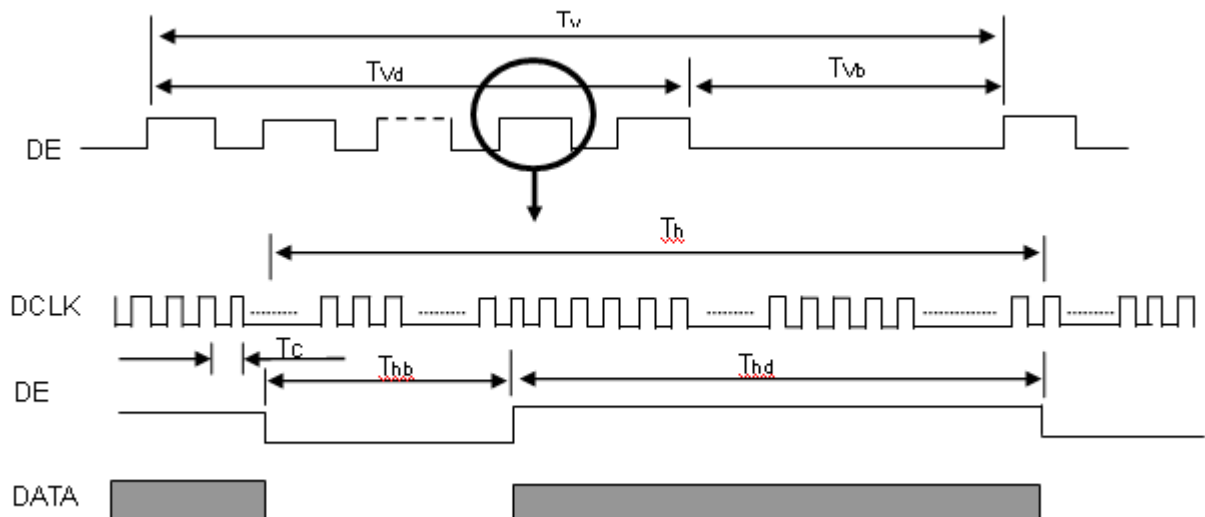 Tv
Tvd
Tvb
DE
Th
DCLK
Tc
Thb
Thd
DE
DATA